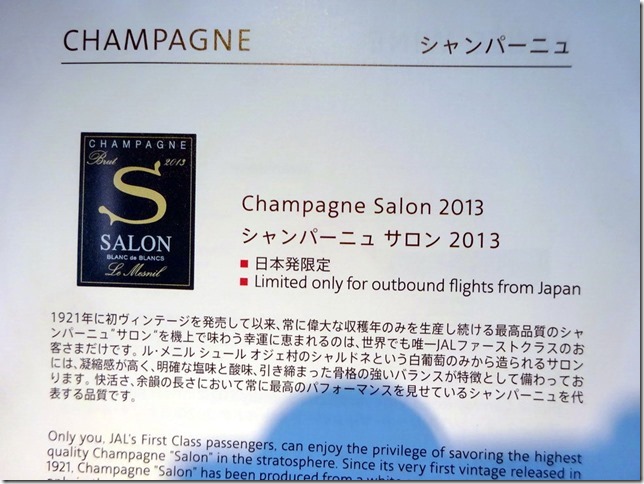 CHAMPAGNE シャンパーニュ
CHAMPAGNE
Brut 2013
S
SALON
BLANC de BLANCS
Le Mesnil
Champagne Salon 2013
シャンパーニュ サロン 2013
■ 日本発限定
■ Limited only for outbound flights from Japan
1921年に初ヴィンテージを発売して以来、常に偉大な収穫年のみを生産し続ける最高品質のシャ
ンパーニュ“サロン”を機上で味わう幸運に恵まれるのは、世界でも唯一JALファーストクラスのお
客さまだけです。ル・メニル シュール オジェ村のシャルドネという白葡萄のみから造られるサロン
には、凝縮感が高く、明確な塩味と酸味、引き締まった骨格の強いバランスが特徴として備わってお
ります。快活さ、余韻の長さにおいて常に最高のパフォーマンスを見せているシャンパーニュを代
表する品質です。
Only you, JAL's First Class passengers, can enjoy the privilege of savoring the highest
quality Champagne "Salon" in the stratosphere. Since its very first vintage released in
1921, Champagne "Salon" has been produced from a